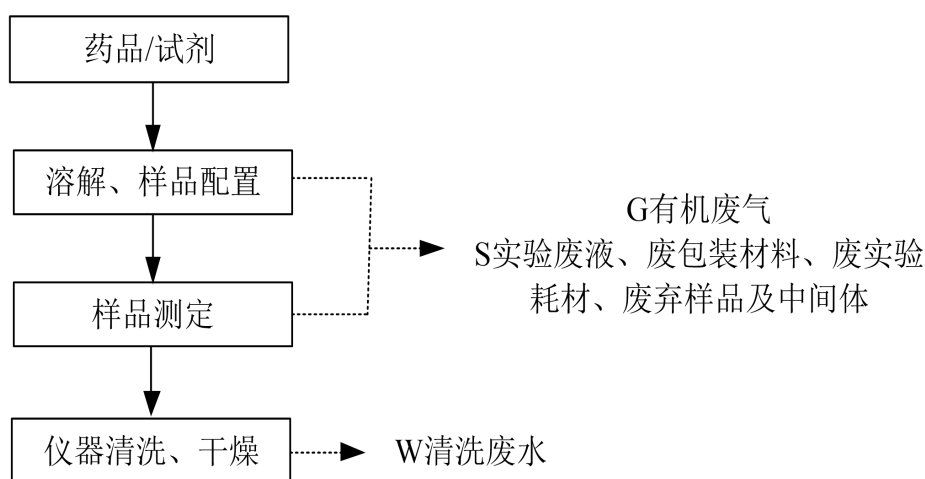 药品/试剂
溶解、样品配置
G有机废气
S实验废液、废包装材料、废实验
耗材、废弃样品及中间体
样品测定
仪器清洗、干燥
W清洗废水